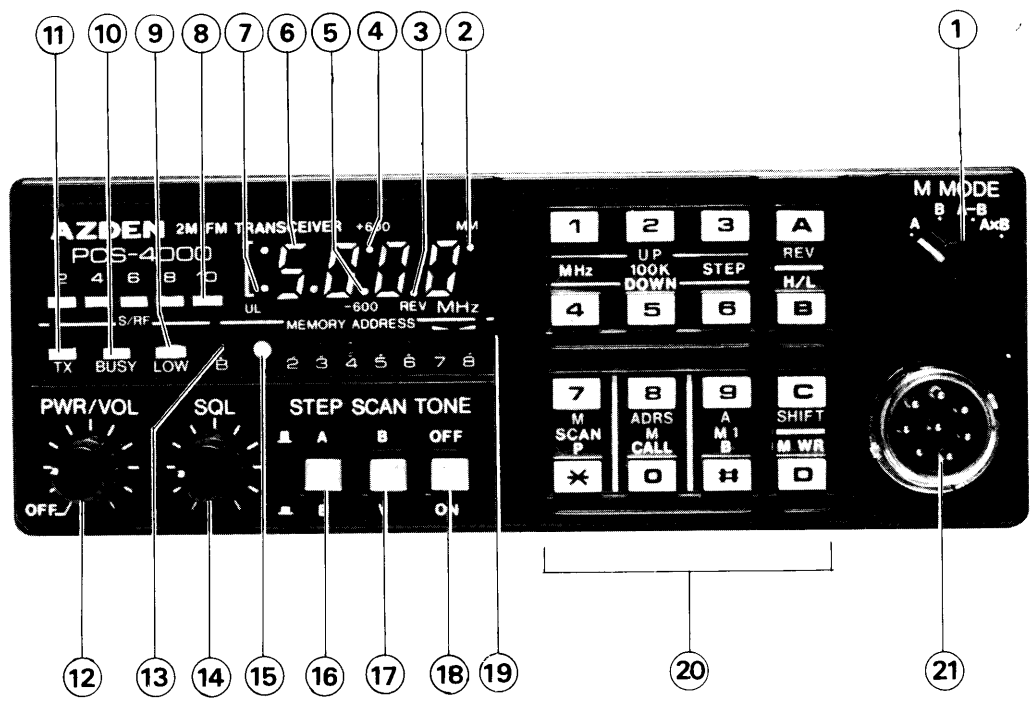 11 10 9 8 7 6 5 4 3 2 1
M MODE
A B A-B AxB
AZDEN 2M FM TRANSCEIVER +600 MM
PCS-4000
2 4 6 8 10
5.000
UL -600 REV MHz
S/RF MEMORY ADDRESS
TX BUSY LOW B 2 3 4 5 6 7 8
1 2 3 A
UP REV
MHz 100K STEP
DOWN H/L
4 5 6 B
7 8 9 C
M ADRS A SHIFT
SCAN M M 1
P CALL B M WR
* 0 # D
PWR/VOL SQL STEP SCAN TONE
A B OFF
OFF B V ON
12 13 14 15 16 17 18 19 20 21